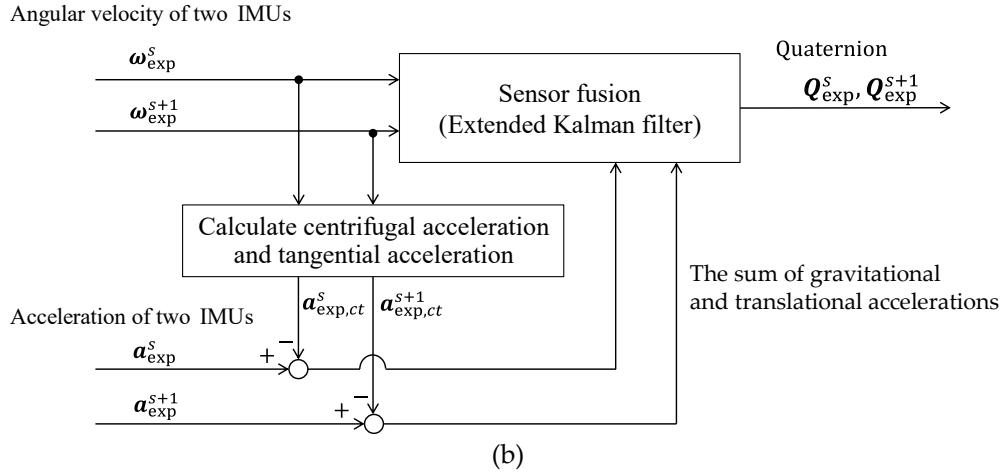 Angular velocity of two IMUs
ω^s_exp
ω^{s+1}_exp
Sensor fusion
(Extended Kalman filter)
Quaternion
Q^s_exp, Q^{s+1}_exp
Calculate centrifugal acceleration
and tangential acceleration
a^s_{exp,ct} a^{s+1}_{exp,ct}
The sum of gravitational
and translational accelerations
Acceleration of two IMUs
−
a^s_exp +
−
a^{s+1}_exp +
(b)